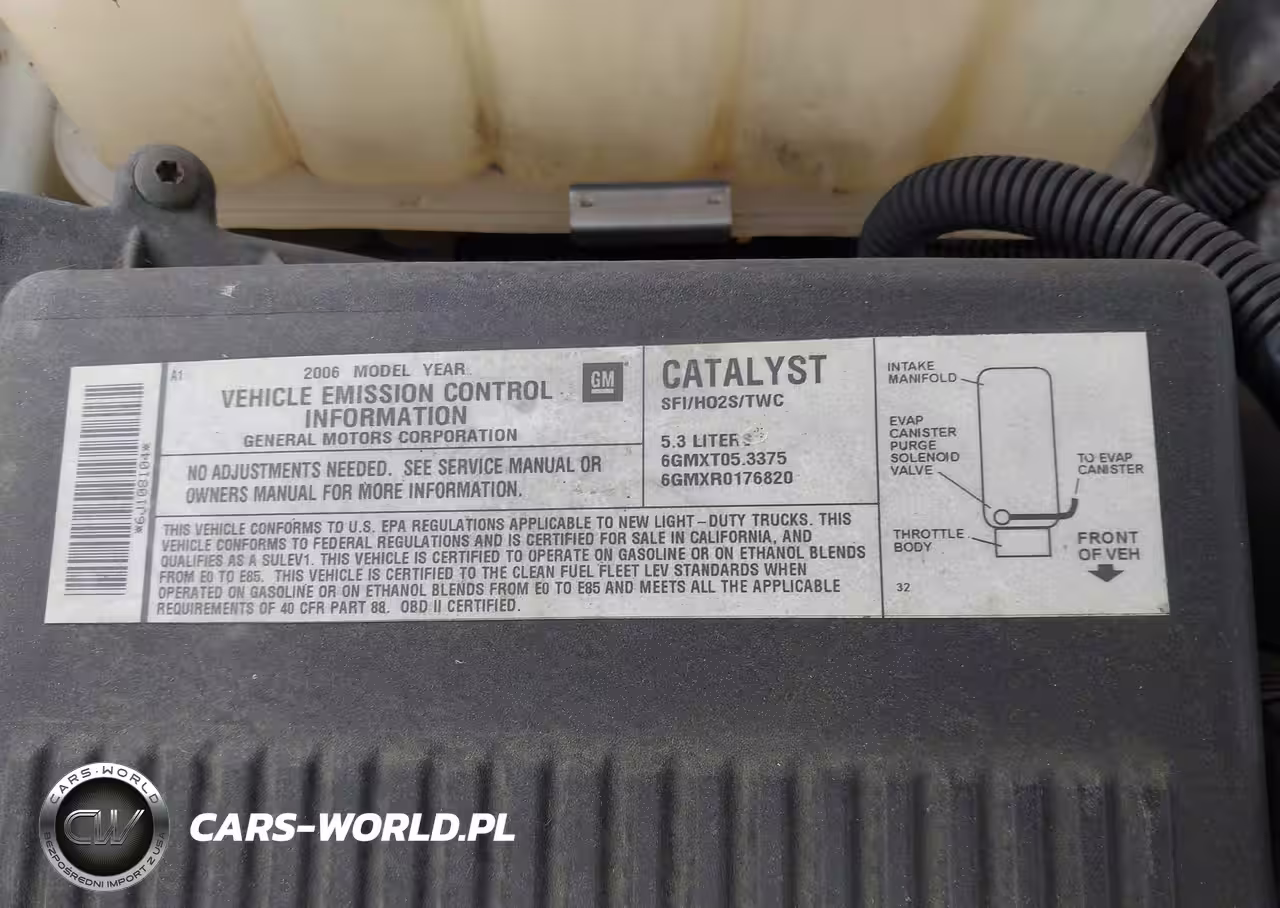 *6J108104*
A1
2006 MODEL YEAR
VEHICLE EMISSION CONTROL
INFORMATION
GENERAL MOTORS CORPORATION
GM
NO ADJUSTMENTS NEEDED. SEE SERVICE MANUAL OR
OWNERS MANUAL FOR MORE INFORMATION.
CATALYST
SFI/HO2S/TWC
5.3 LITERS
6GMXT05.3375
6GMXR0176820
THIS VEHICLE CONFORMS TO U.S. EPA REGULATIONS APPLICABLE TO NEW LIGHT-DUTY TRUCKS. THIS
VEHICLE CONFORMS TO FEDERAL REGULATIONS AND IS CERTIFIED FOR SALE IN CALIFORNIA, AND
QUALIFIES AS A SULEV1. THIS VEHICLE IS CERTIFIED TO OPERATE ON GASOLINE OR ON ETHANOL BLENDS
FROM E0 TO E85. THIS VEHICLE IS CERTIFIED TO THE CLEAN FUEL FLEET LEV STANDARDS WHEN
OPERATED ON GASOLINE OR ON ETHANOL BLENDS FROM E0 TO E85 AND MEETS ALL THE APPLICABLE
REQUIREMENTS OF 40 CFR PART 88. OBD II CERTIFIED.
INTAKE
MANIFOLD
EVAP
CANISTER
PURGE
SOLENOID
VALVE
TO EVAP
CANISTER
THROTTLE
BODY
FRONT
OF VEH
32
CARS-WORLD
CW
BEZPOŚREDNI IMPORT Z USA
CARS-WORLD.PL